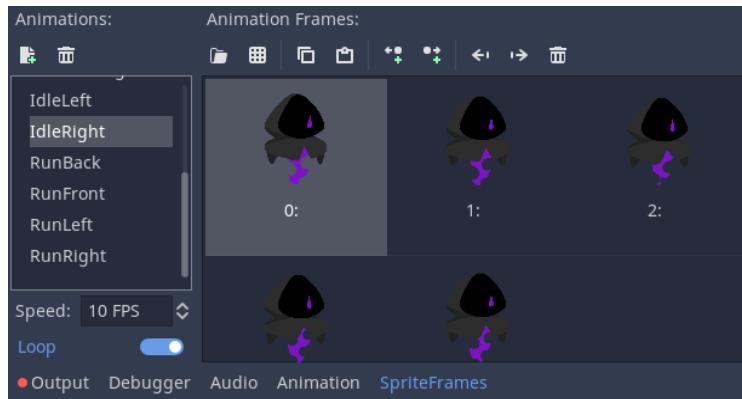 Animations:
Animation Frames:
IdleLeft
IdleRight
RunBack
RunFront
RunLeft
RunRight
0:
1:
2:
Speed: 10 FPS
Loop
Output Debugger Audio Animation SpriteFrames